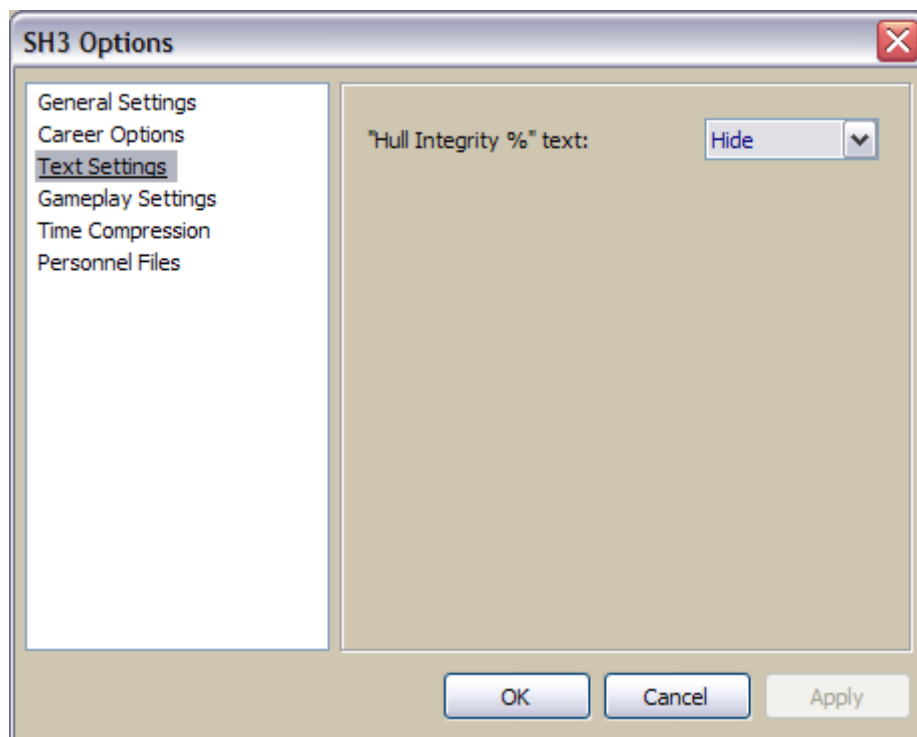 SH3 Options
General Settings
Career Options
Text Settings
Gameplay Settings
Time Compression
Personnel Files
"Hull Integrity %" text:
Hide
OK
Cancel
Apply